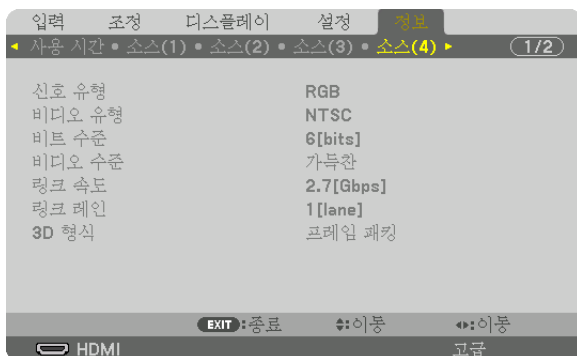 입력 조정 디스플레이 설정 정보
◂ 사용 시간 • 소스(1) • 소스(2) • 소스(3) • 소스(4) ▸ 1/2
신호 유형 RGB
비디오 유형 NTSC
비트 수준 6[bits]
비디오 수준 가득찬
링크 속도 2.7[Gbps]
링크 레인 1[lane]
3D 형식 프레임 패킹
EXIT:종료 :이동 :이동
HDMI 고급